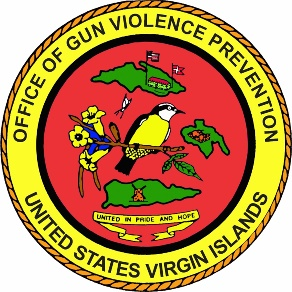 OFFICE OF GUN VIOLENCE PREVENTION
UNITED IN PRIDE AND HOPE
UNITED STATES VIRGIN ISLANDS